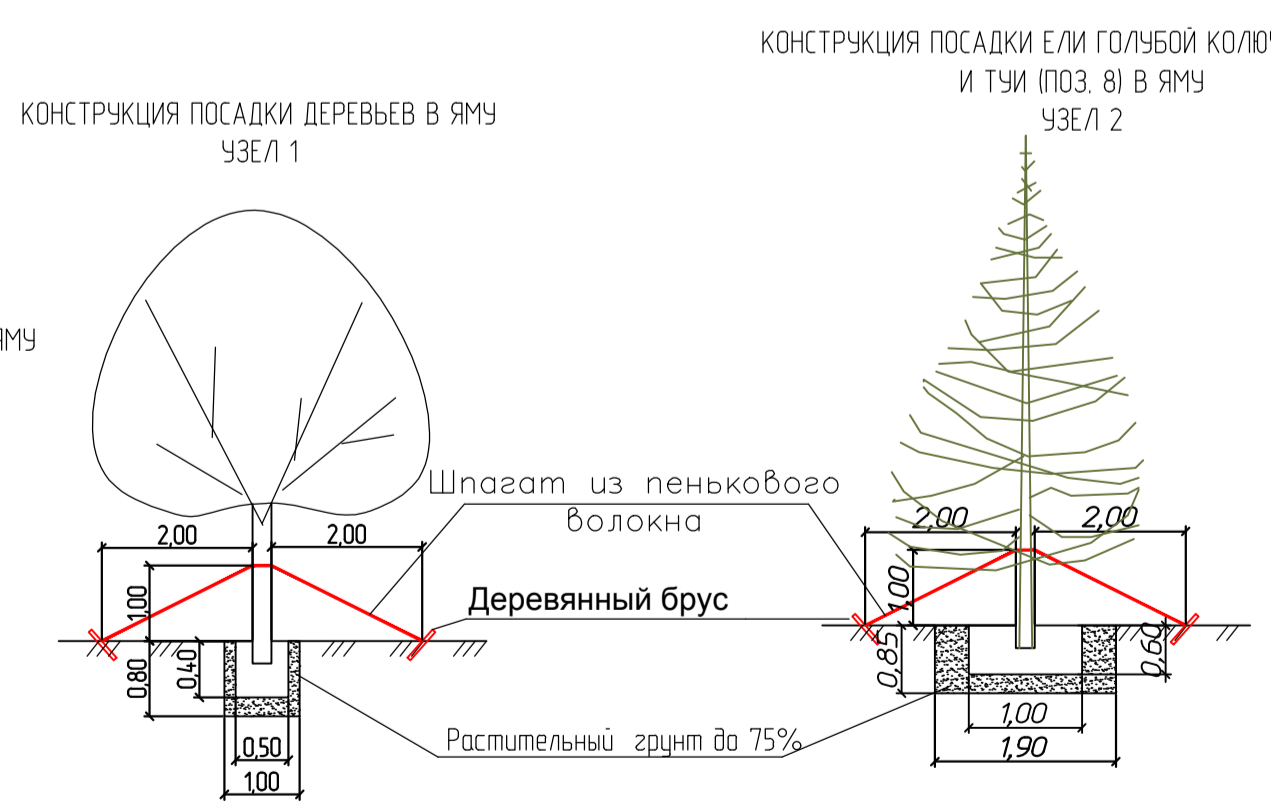 КОНСТРУКЦИЯ ПОСАДКИ ДЕРЕВЬЕВ В ЯМУ
УЗЕЛ 1
ЯМУ
2,00
2,00
1,00
0,80
0,40
0,50
1,00
Шпагат из пенькового
волокна
Деревянный брус
Растительный грунт до 75%
КОНСТРУКЦИЯ ПОСАДКИ ЕЛИ ГОЛУБОЙ
И ТУИ (ПОЗ. 8) В ЯМУ
УЗЕЛ 2
2,00
2,00
1,00
0,85
0,60
1,00
1,90